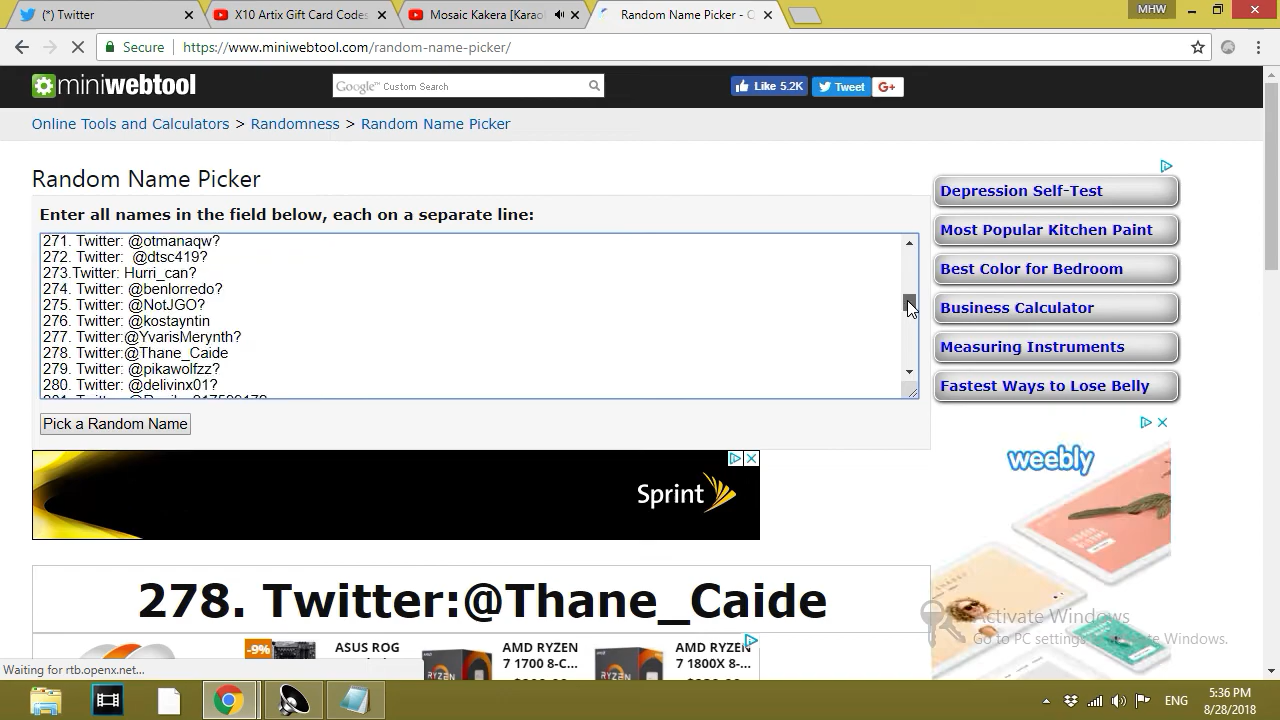 (*) Twitter
X10 Artix Gift Card Codes
Mosaic Kakera [Karao
Random Name Picker - O
MHW
Secure
https://www.miniwebtool.com/random-name-picker/
miniwebtool
Google™ Custom Search
Like 5.2K
Tweet
G+
Online Tools and Calculators > Randomness > Random Name Picker
Random Name Picker
Enter all names in the field below, each on a separate line:
271. Twitter: @otmanaqw?
272. Twitter:  @dtsc419?
273.Twitter: Hurri_can?
274. Twitter: @benlorredo?
275. Twitter: @NotJGO?
276. Twitter: @kostayntin
277. Twitter:@YvarisMerynth?
278. Twitter:@Thane_Caide
279. Twitter: @pikawolfzz?
280. Twitter: @delivinx01?
Pick a Random Name
Depression Self-Test
Most Popular Kitchen Paint
Best Color for Bedroom
Business Calculator
Measuring Instruments
Fastest Ways to Lose Belly
weebly
Sprint
278. Twitter:@Thane_Caide
-9%
ASUS ROG
AMD RYZEN
7 1700 8-C...
AMD RYZEN
7 1800X 8-...
RYZEN
RYZEN
Activate Windows
Go to PC settings to activate Windows.
Waiting for rtb.openx.net...
ENG
5:36 PM
8/28/2018